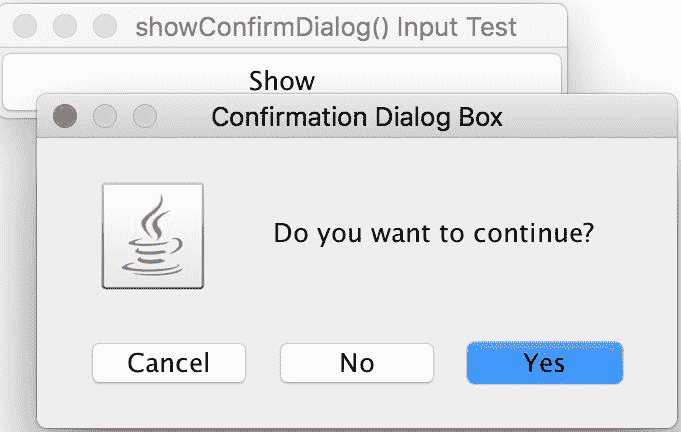 showConfirmDialog() Input Test
Show
Confirmation Dialog Box
Do you want to continue?
Cancel No Yes